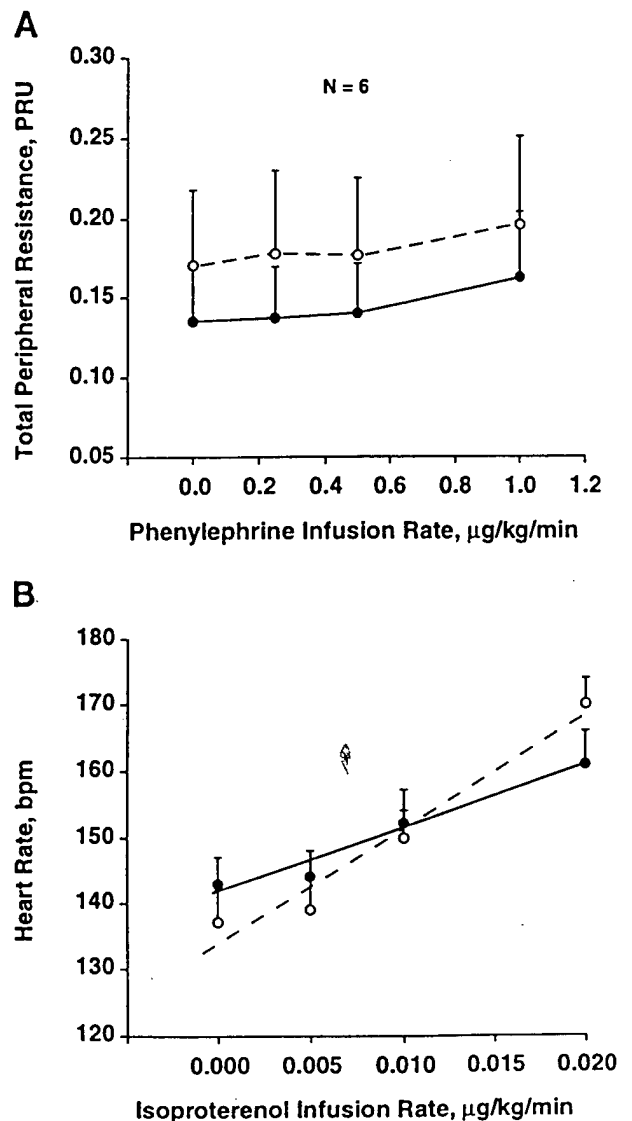 A
Total Peripheral Resistance, PRU
0.30
0.25
0.20
0.15
0.10
0.05
N = 6
0.0 0.2 0.4 0.6 0.8 1.0 1.2
Phenylephrine Infusion Rate, µg/kg/min
B
Heart Rate, bpm
180
170
160
150
140
130
120
0.000 0.005 0.010 0.015 0.020
Isoproterenol Infusion Rate, µg/kg/min